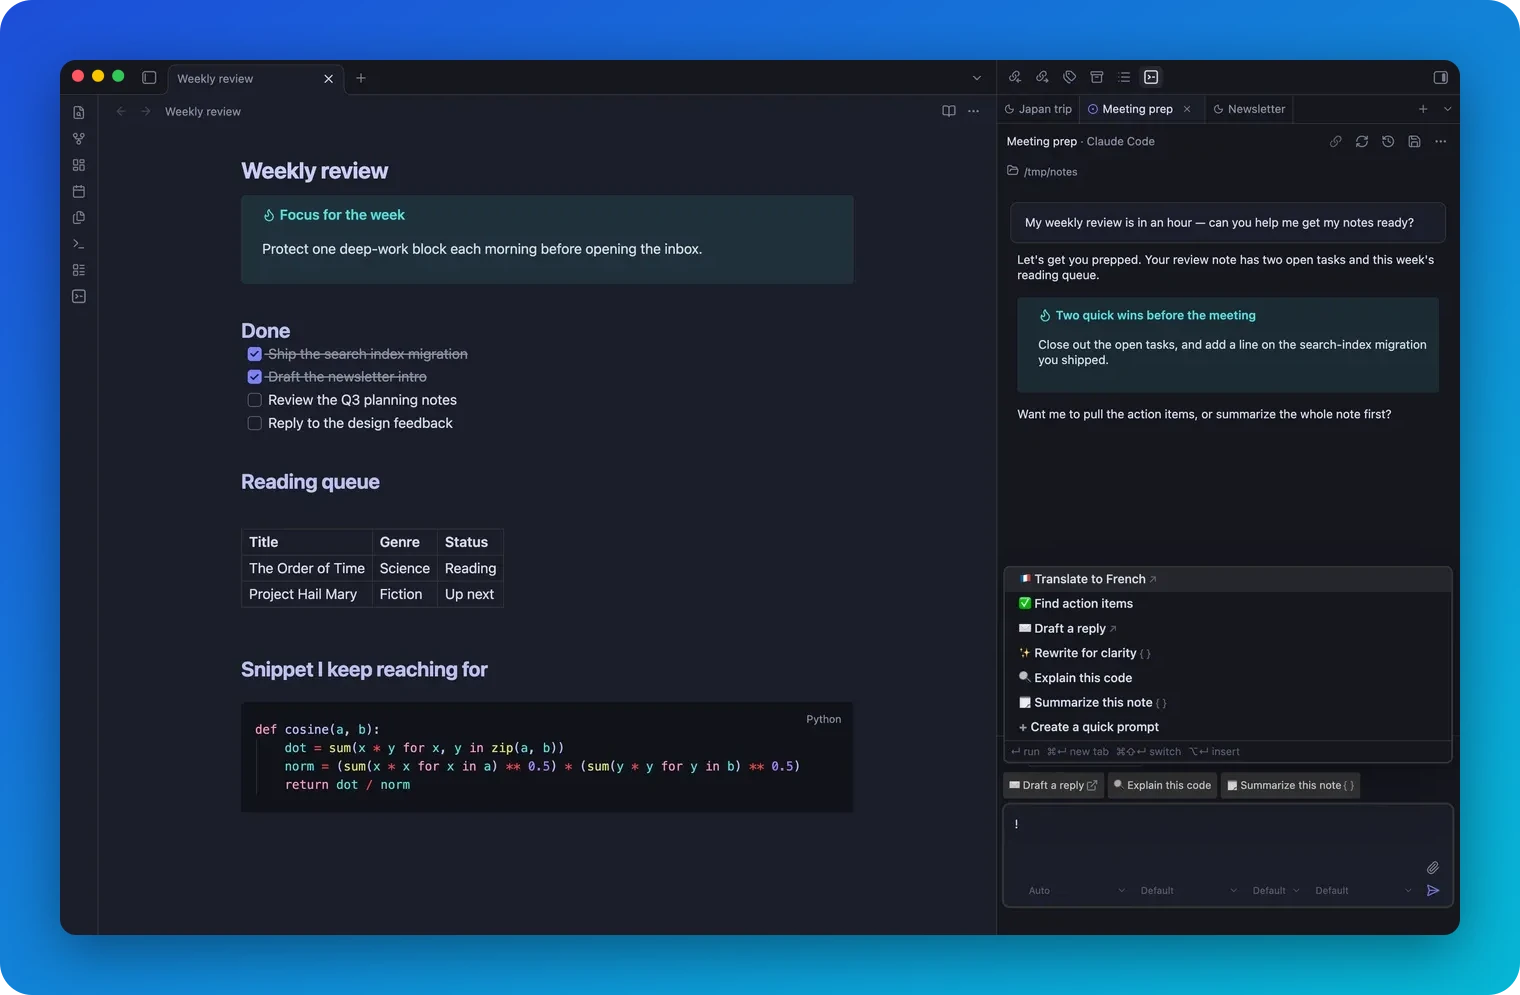 Weekly review
Weekly review
Weekly review
Focus for the week
Protect one deep-work block each morning before opening the inbox.
Done
Ship the search index migration
Draft the newsletter intro
Review the Q3 planning notes
Reply to the design feedback
Reading queue
Title Genre Status
The Order of Time Science Reading
Project Hail Mary Fiction Up next
Snippet I keep reaching for
Python
def cosine(a, b):
    dot = sum(x * y for x, y in zip(a, b))
    norm = (sum(x * x for x in a) ** 0.5) * (sum(y * y for y in b) ** 0.5)
    return dot / norm
Japan trip Meeting prep Newsletter
Meeting prep · Claude Code
/tmp/notes
My weekly review is in an hour — can you help me get my notes ready?
Let's get you prepped. Your review note has two open tasks and this week's
reading queue.
Two quick wins before the meeting
Close out the open tasks, and add a line on the search-index migration
you shipped.
Want me to pull the action items, or summarize the whole note first?
Translate to French ↗
Find action items
Draft a reply ↗
Rewrite for clarity { }
Explain this code
Summarize this note { }
+ Create a quick prompt
↵ run ⌘↵ new tab ⌘⇧↵ switch ⌥↵ insert
Draft a reply Explain this code Summarize this note { }
!
Auto Default Default Default